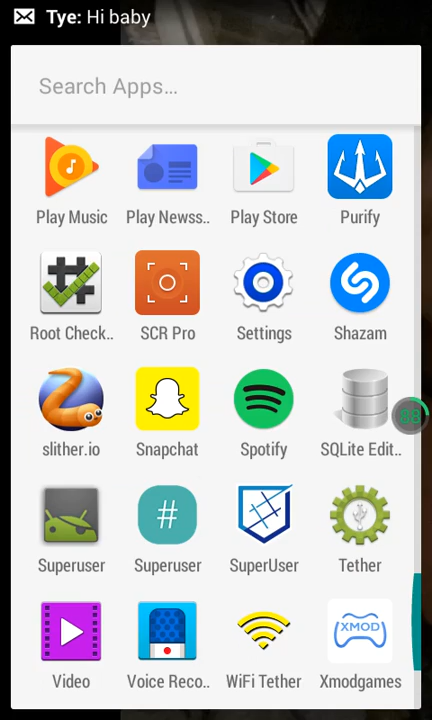 Tye: Hi baby
Search Apps...
Play Music Play Newss.. Play Store Purify
Root Check.. SCR Pro Settings Shazam
slither.io Snapchat Spotify SQLite Edit..
88
#
Superuser Superuser SuperUser Tether
XMOD
Video Voice Reco.. WiFi Tether Xmodgames